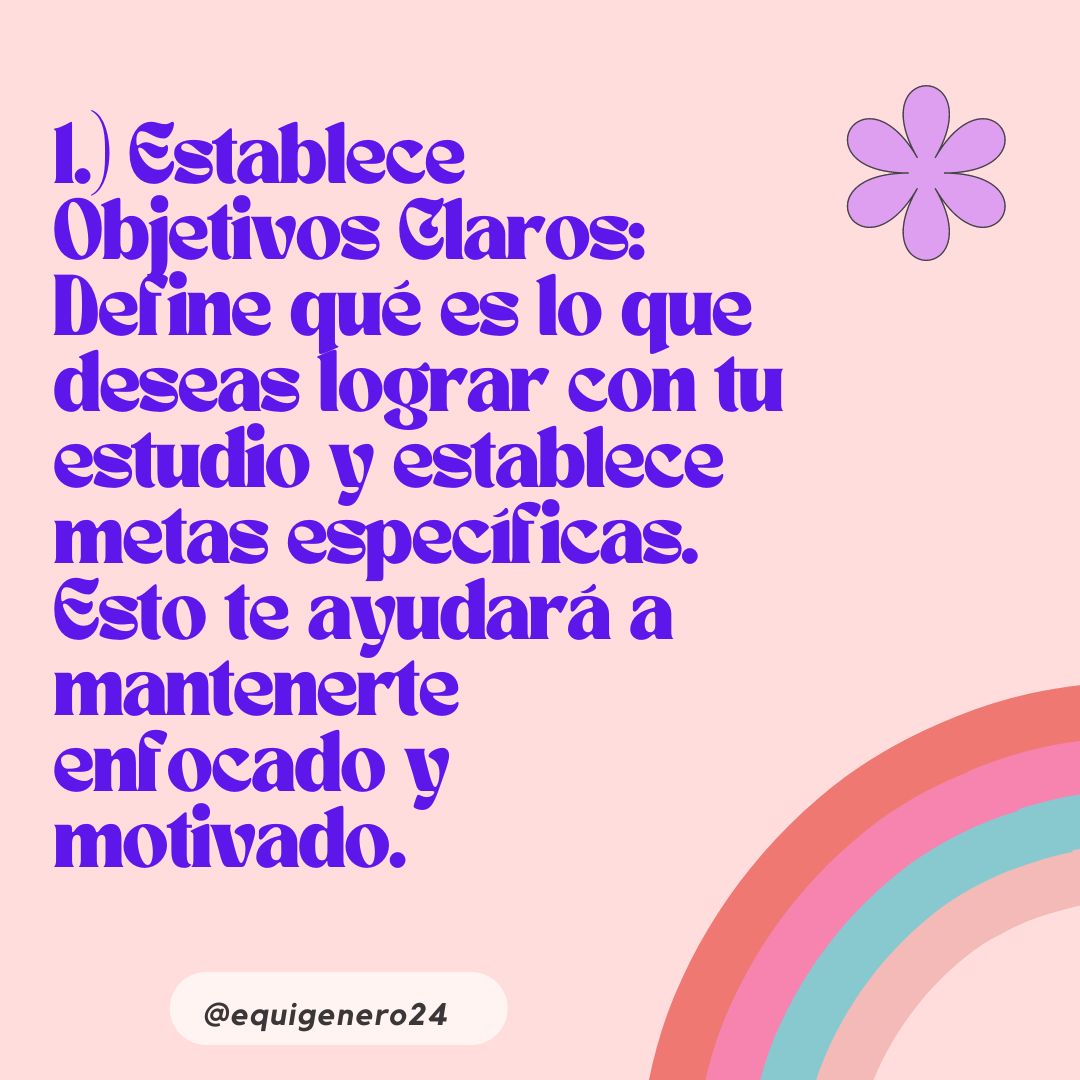 1.) Establece
Objetivos Claros:
Define qué es lo que
deseas lograr con tu
estudio y establece
metas específicas.
Esto te ayudará a
mantenerte
enfocado y
motivado.
@equigenero24